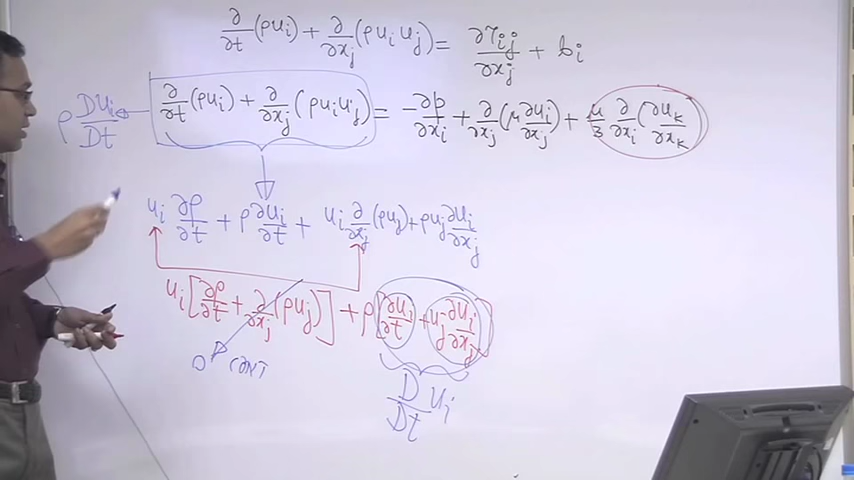 ∂/∂t (ρu_i) + ∂/∂x_j (ρu_i u_j) = ∂τ_ij/∂x_j + b_i
ρ Du_i/Dt ← ∂/∂t (ρu_i) + ∂/∂x_j (ρu_i u_j) = -∂p/∂x_i + ∂/∂x_j (μ ∂u_i/∂x_j) + μ/3 ∂/∂x_i (∂u_k/∂x_k)
u_i ∂ρ/∂t + ρ ∂u_i/∂t + u_i ∂/∂x_j (ρu_j) + ρu_j ∂u_i/∂x_j
u_i [∂ρ/∂t + ∂/∂x_j (ρu_j)] + ρ [∂u_i/∂t + u_j ∂u_i/∂x_j]
0 CONT
D/Dt u_i